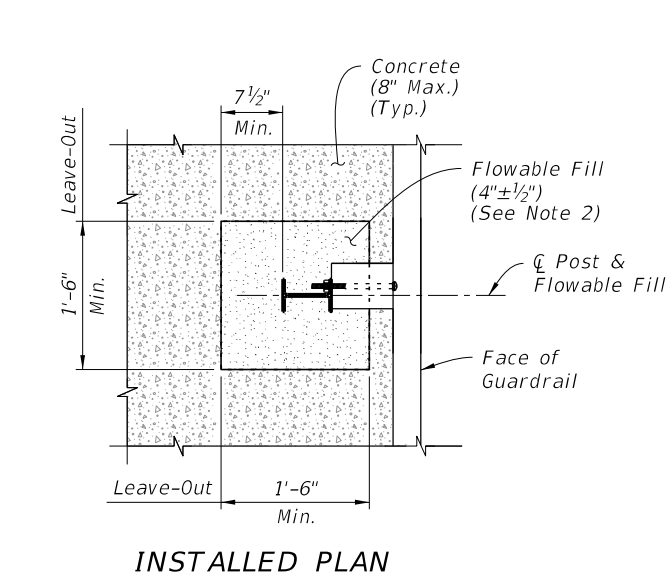 Concrete
(8" Max.)
(Typ.)
7½"
Min.
Leave-Out
Flowable Fill
(4"±½")
(See Note 2)
1'-6"
Min.
℄ Post &
Flowable Fill
Face of
Guardrail
Leave-Out
1'-6"
Min.
INSTALLED PLAN